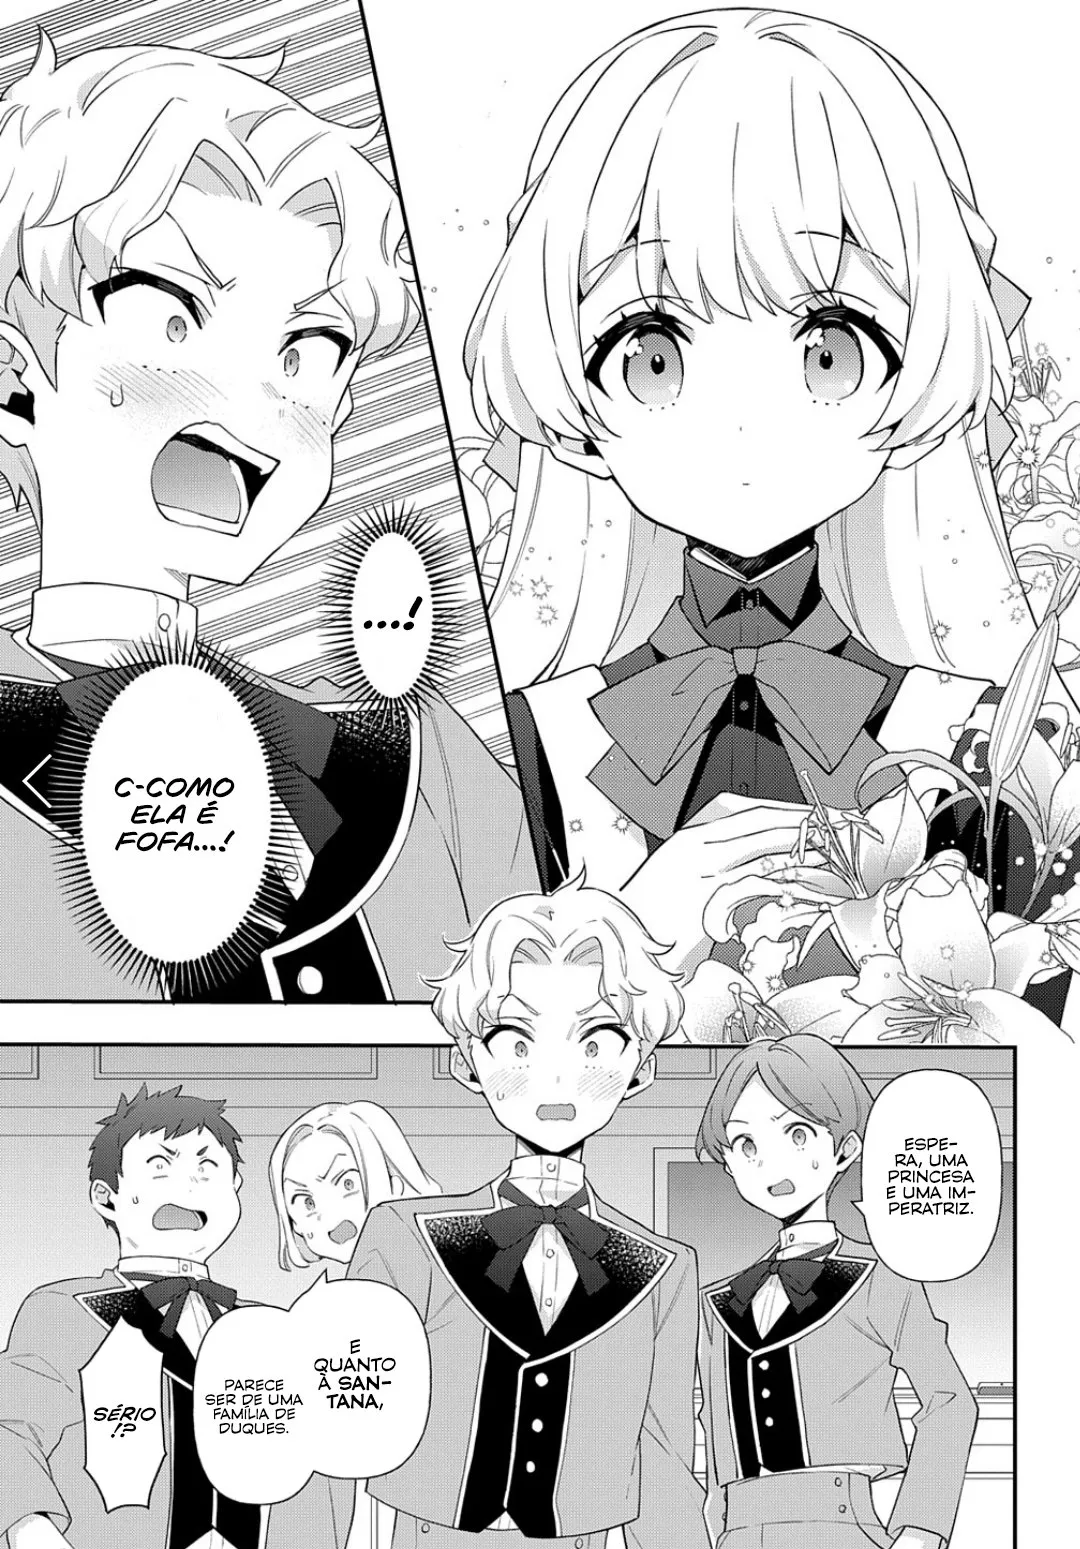 ....!
C-COMO
ELA É
FOFA...!
ESPE-
RA, UMA
PRINCESA
E UMA IM-
PERATRIZ.
E
QUANTO
À SAN-
TANA,
PARECE
SER DE UMA
FAMÍLIA DE
DUQUES.
SÉRIO
!?